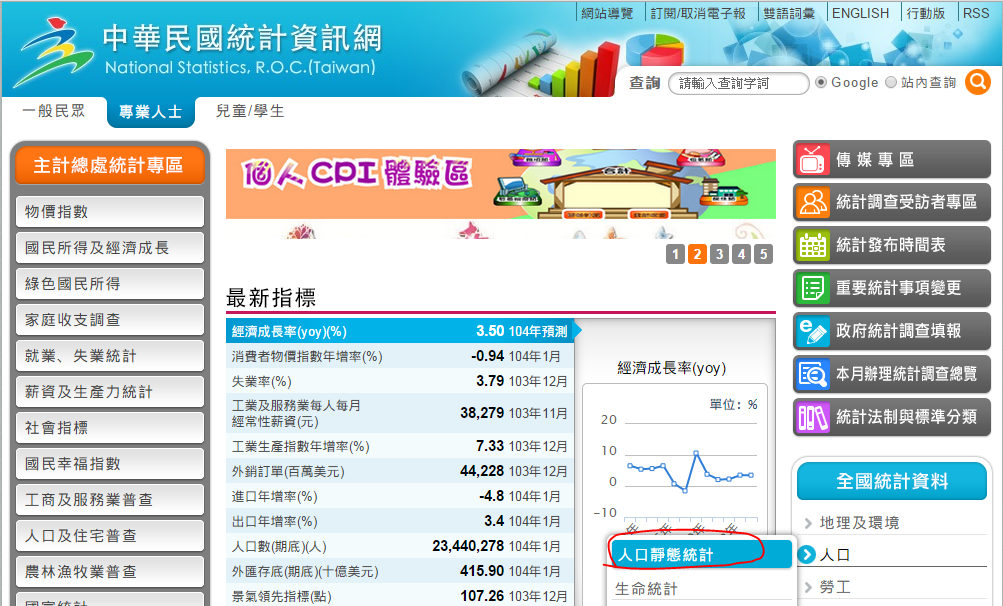 網站導覽 訂閱/取消電子報 雙語詞彙 ENGLISH 行動版 RSS
中華民國統計資訊網
National Statistics, R.O.C.(Taiwan)
查詢 請輸入查詢字詞 Google 站內查詢
一般民眾 專業人士 兒童/學生
主計總處統計專區
物價指數
國民所得及經濟成長
綠色國民所得
家庭收支調查
就業、失業統計
薪資及生產力統計
社會指標
國民幸福指數
工商及服務業普查
人口及住宅普查
農林漁牧業普查
國富統計
個人CPI體驗區
合計
1 2 3 4 5
最新指標
經濟成長率(yoy)(%) 3.50 104年預測
消費者物價指數年增率(%) -0.94 104年1月
失業率(%) 3.79 103年12月
工業及服務業每人每月
經常性薪資(元) 38,279 103年11月
工業生產指數年增率(%) 7.33 103年12月
外銷訂單(百萬美元) 44,228 103年12月
進口年增率(%) -4.8 104年1月
出口年增率(%) 3.4 104年1月
人口數(期底)(人) 23,440,278 104年1月
外匯存底(期底)(十億美元) 415.90 104年1月
景氣領先指標(點) 107.26 103年12月
經濟成長率(yoy)
單位: %
20
10
0
-10
人口靜態統計
生命統計
傳媒專區
統計調查受訪者專區
統計發布時間表
重要統計事項變更
政府統計調查填報
本月辦理統計調查總覽
統計法制與標準分類
全國統計資料
地理及環境
人口
勞工